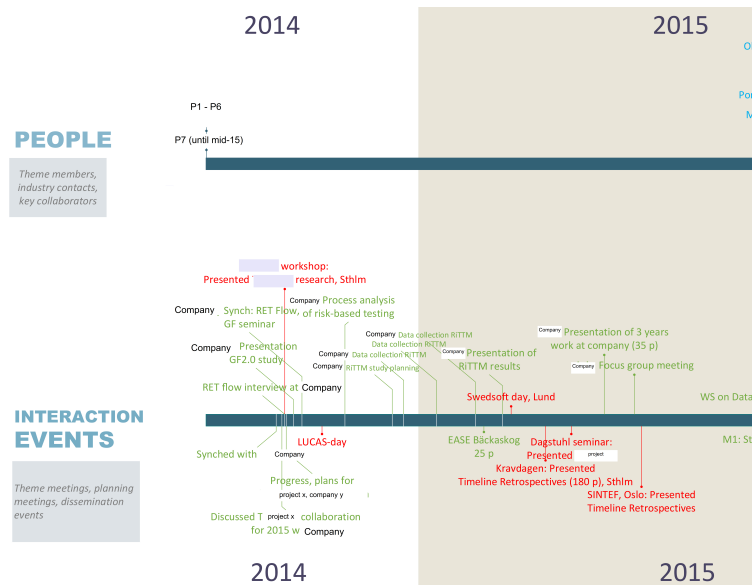 2014
2015
O
P1 - P6
Por
M
P7 (until mid-15)
PEOPLE
Theme members,
industry contacts,
key collaborators
workshop:
Presented
research, Sthlm
Company Process analysis
of risk-based testing
Company Synch: RET Flow,
GF seminar
Company Presentation
GF2.0 study
Company Data collection RiTTM
Data collection RiTTM
Company Data collection RiTTM
Company RiTTM study planning
Company Presentation of
RiTTM results
Company Presentation of 3 years
work at company (35 p)
Company Focus group meeting
RET flow interview at Company
Swedsoft day, Lund
WS on Data
INTERACTION
EVENTS
Theme meetings, planning
meetings, dissemination
events
LUCAS-day
Synched with
Company
EASE Bäckaskog
25 p
Dagstuhl seminar:
Presented project
M1: St
Kravdagen: Presented
Timeline Retrospectives (180 p), Sthlm
Progress, plans for
project x, company y
SINTEF, Oslo: Presented
Timeline Retrospectives
Discussed T project x collaboration
for 2015 w Company
2014
2015